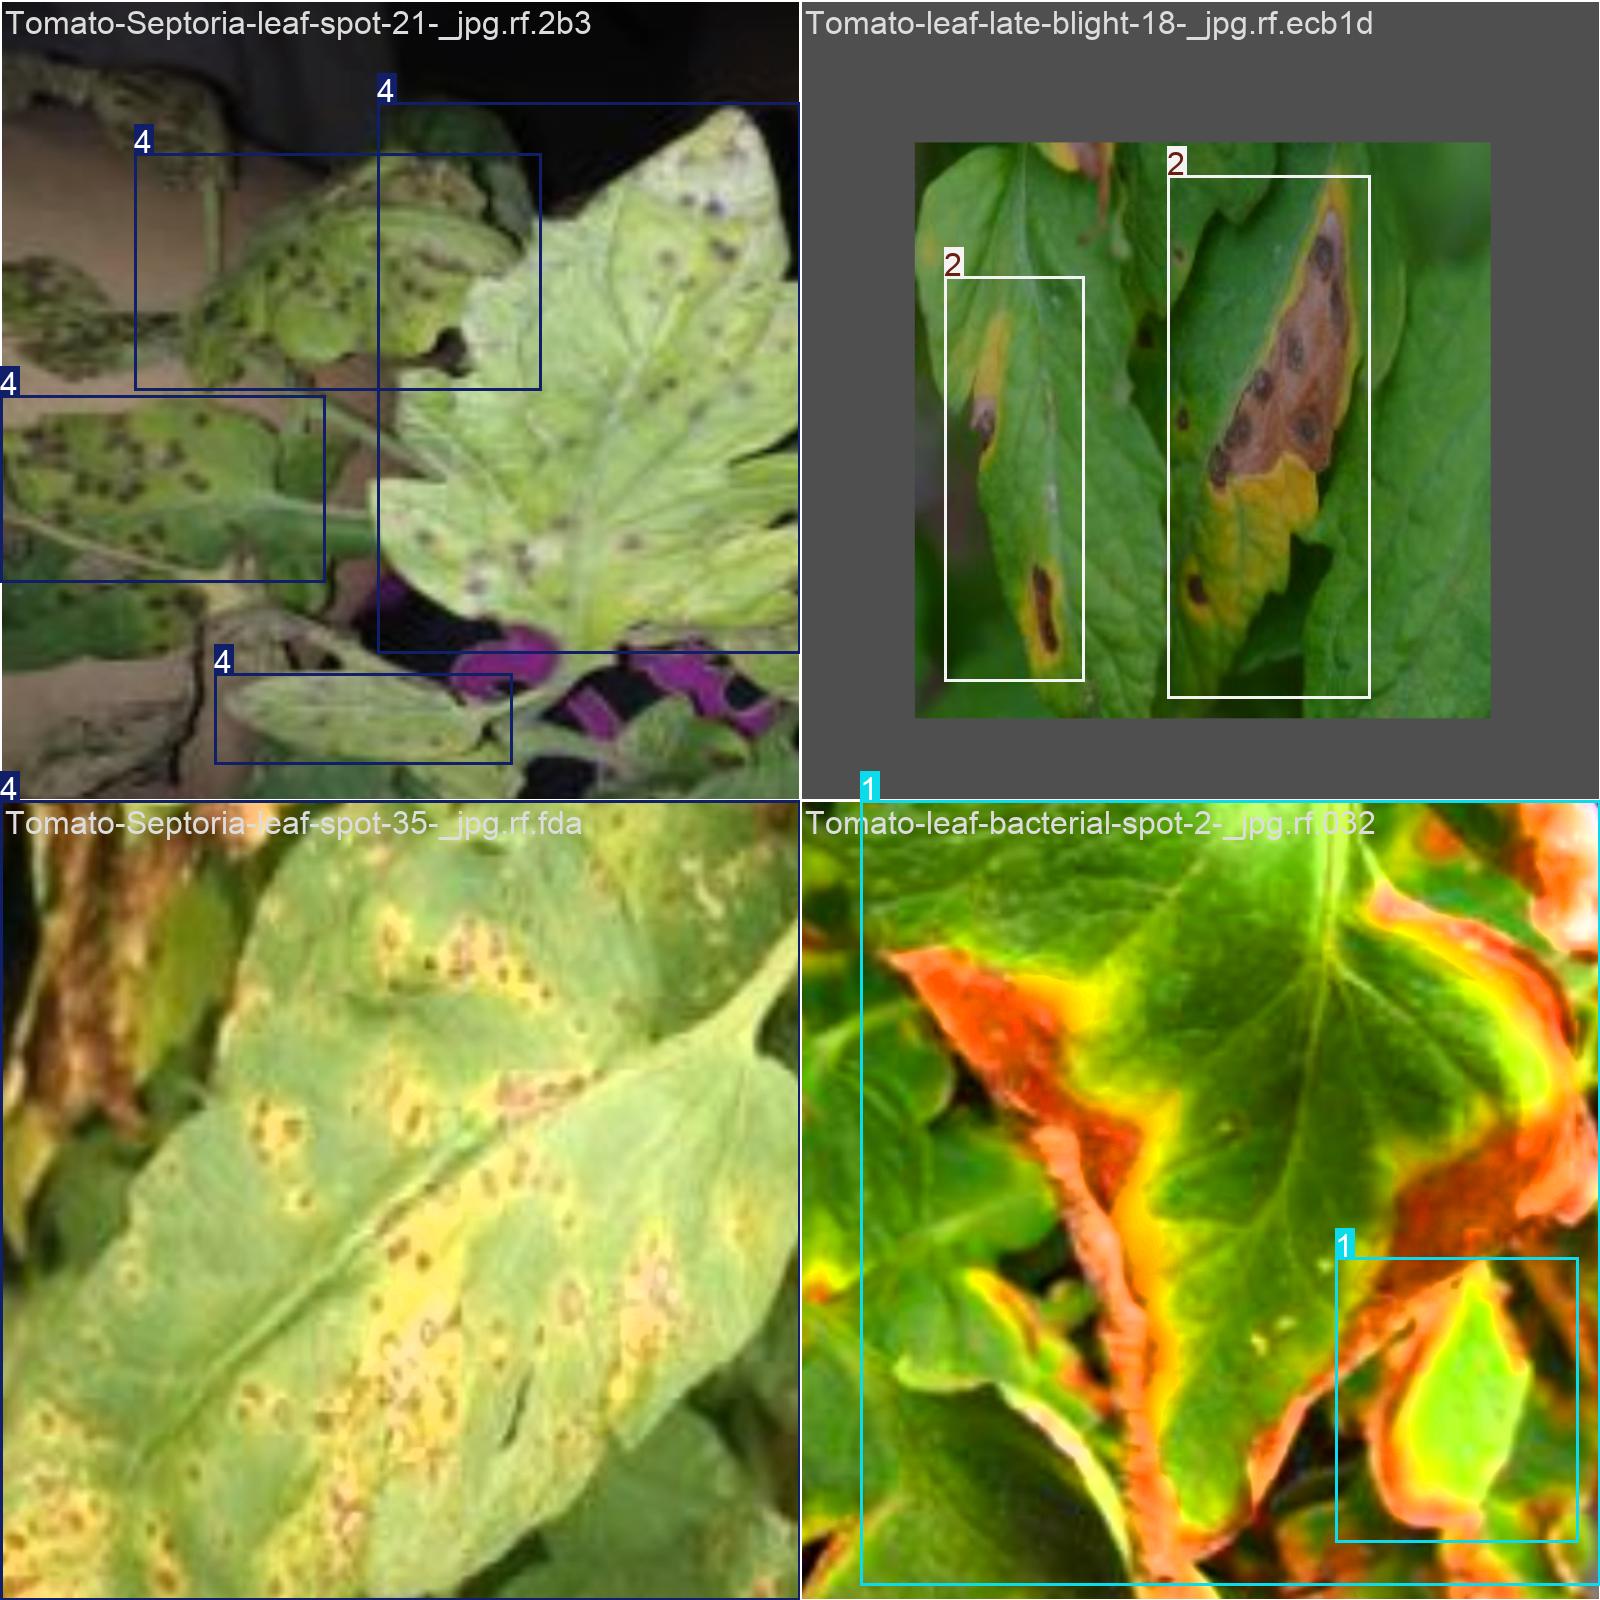 Tomato-Septoria-leaf-spot-21-_jpg.rf.2b3
Tomato-leaf-late-blight-18-_jpg.rf.ecb1d
4
4
2
2
4
4
4
1
Tomato-Septoria-leaf-spot-35-_jpg.rf.fda
Tomato-leaf-bacterial-spot-2-_jpg.rf.032
1